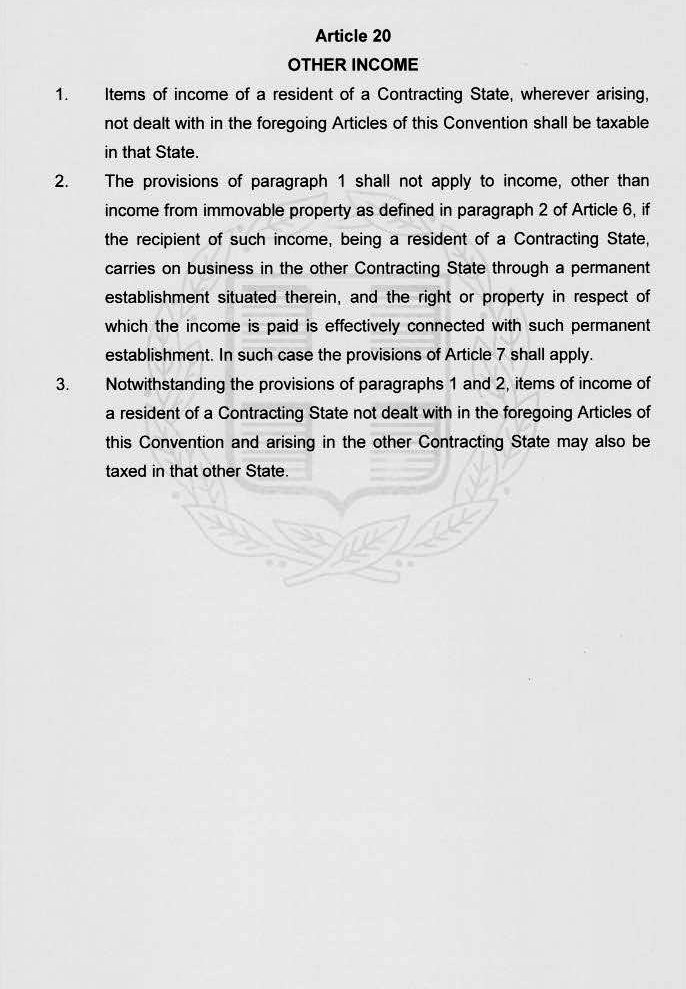 Article 20
OTHER INCOME
1. Items of income of a resident of a Contracting State, wherever arising,
not dealt with in the foregoing Articles of this Convention shall be taxable
in that State.
2. The provisions of paragraph 1 shall not apply to income, other than
income from immovable property as defined in paragraph 2 of Article 6, if
the recipient of such income, being a resident of a Contracting State,
carries on business in the other Contracting State through a permanent
establishment situated therein, and the right or property in respect of
which the income is paid is effectively connected with such permanent
establishment. In such case the provisions of Article 7 shall apply.
3. Notwithstanding the provisions of paragraphs 1 and 2, items of income of
a resident of a Contracting State not dealt with in the foregoing Articles of
this Convention and arising in the other Contracting State may also be
taxed in that other State.